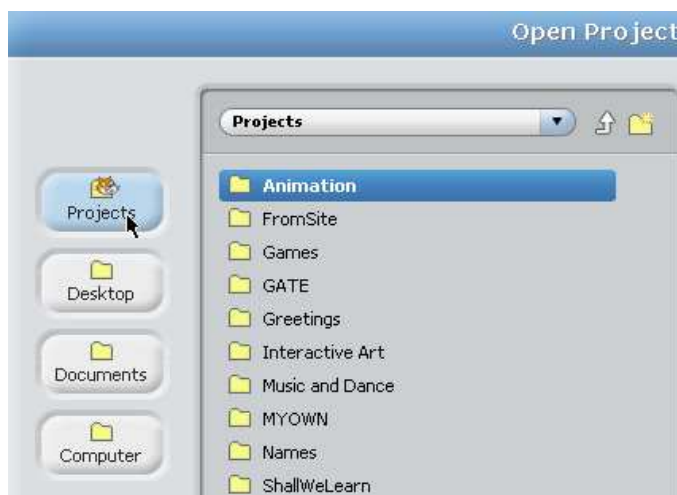 Open Project
Projects
Projects
Desktop
Documents
Computer
Animation
FromSite
Games
GATE
Greetings
Interactive Art
Music and Dance
MYOWN
Names
ShallWeLearn